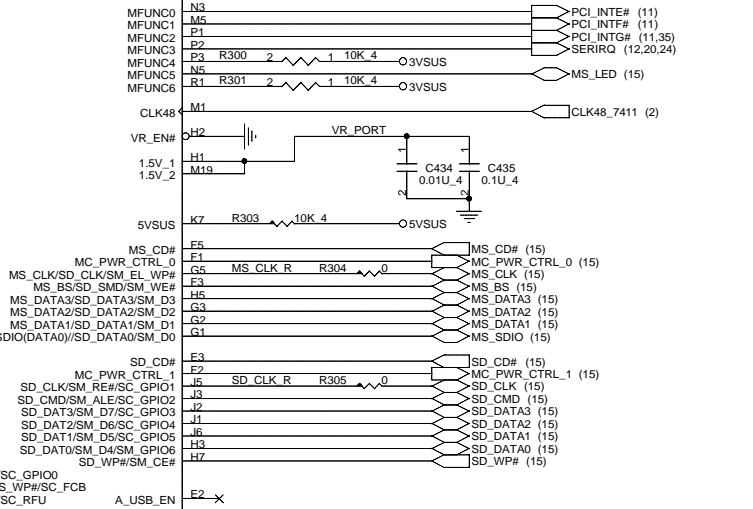 MFUNC0 N3 PCI_INTE# (11)
MFUNC1 M5 PCI_INTF# (11)
MFUNC2 P1 PCI_INTG# (11,35)
MFUNC3 P2 SERIRQ (12,20,24)
MFUNC4 P3 R300 2 1 10K_4 3VSUS
MFUNC5 N5 MS_LED (15)
MFUNC6 R1 R301 2 1 10K_4 3VSUS
CLK48 M1 CLK48_7411 (2)
VR_EN# H2
VR_PORT
1.5V_1 H1
1.5V_2 M19
1 1
C434 C435
0.01U_4 0.1U_4
2 2
5VSUS K7 R303 10K_4 5VSUS
MS_CD# F5 MS_CD# (15)
MC_PWR_CTRL_0 F1 MC_PWR_CTRL_0 (15)
MS_CLK/SD_CLK/SM_EL_WP# G5 MS_CLK_R R304 0 MS_CLK (15)
MS_BS/SD_SMD/SM_WE# F3 MS_BS (15)
MS_DATA3/SD_DATA3/SM_D3 H5 MS_DATA3 (15)
MS_DATA2/SD_DATA2/SM_D2 G3 MS_DATA2 (15)
MS_DATA1/SD_DATA1/SM_D1 G2 MS_DATA1 (15)
SDIO(DATA0)//SD_DATA0/SM_D0 G1 MS_SDIO (15)
SD_CD# E3 SD_CD# (15)
MC_PWR_CTRL_1 F2 MC_PWR_CTRL_1 (15)
SD_CLK/SM_RE#/SC_GPIO1 J5 SD_CLK_R R305 0 SD_CLK (15)
SD_CMD/SM_ALE/SC_GPIO2 J3 SD_CMD (15)
SD_DAT3/SM_D7/SC_GPIO3 J2 SD_DATA3 (15)
SD_DAT2/SM_D6/SC_GPIO4 J1 SD_DATA2 (15)
SD_DAT1/SM_D5/SC_GPIO5 J6 SD_DATA1 (15)
SD_DAT0/SM_D4/SC_GPIO6 H3 SD_DATA0 (15)
SD_WP#/SM_CE# H7 SD_WP# (15)
/SC_GPIO0
S_WP#/SC_FCB
/SC_RFU A_USB_EN E2